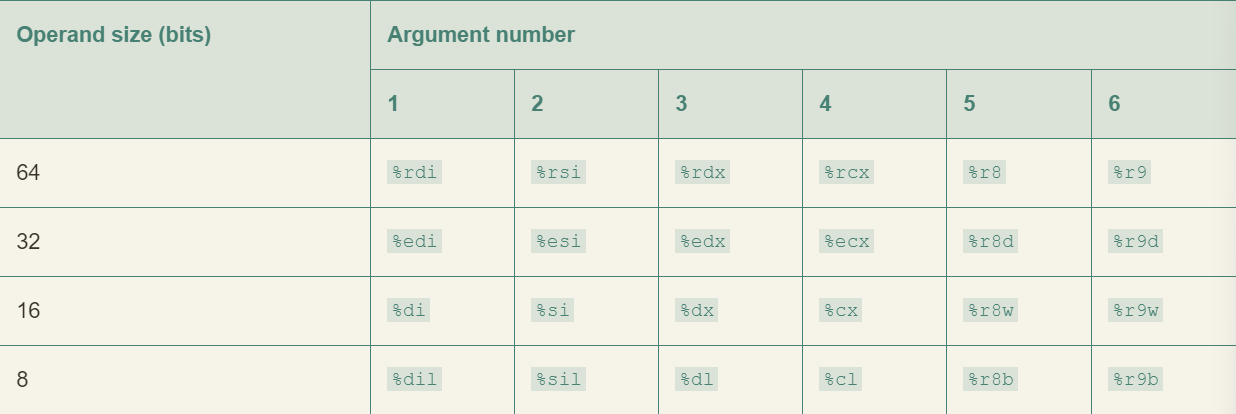 Operand size (bits) Argument number
1 2 3 4 5 6
64 %rdi %rsi %rdx %rcx %r8 %r9
32 %edi %esi %edx %ecx %r8d %r9d
16 %di %si %dx %cx %r8w %r9w
8 %dil %sil %dl %cl %r8b %r9b